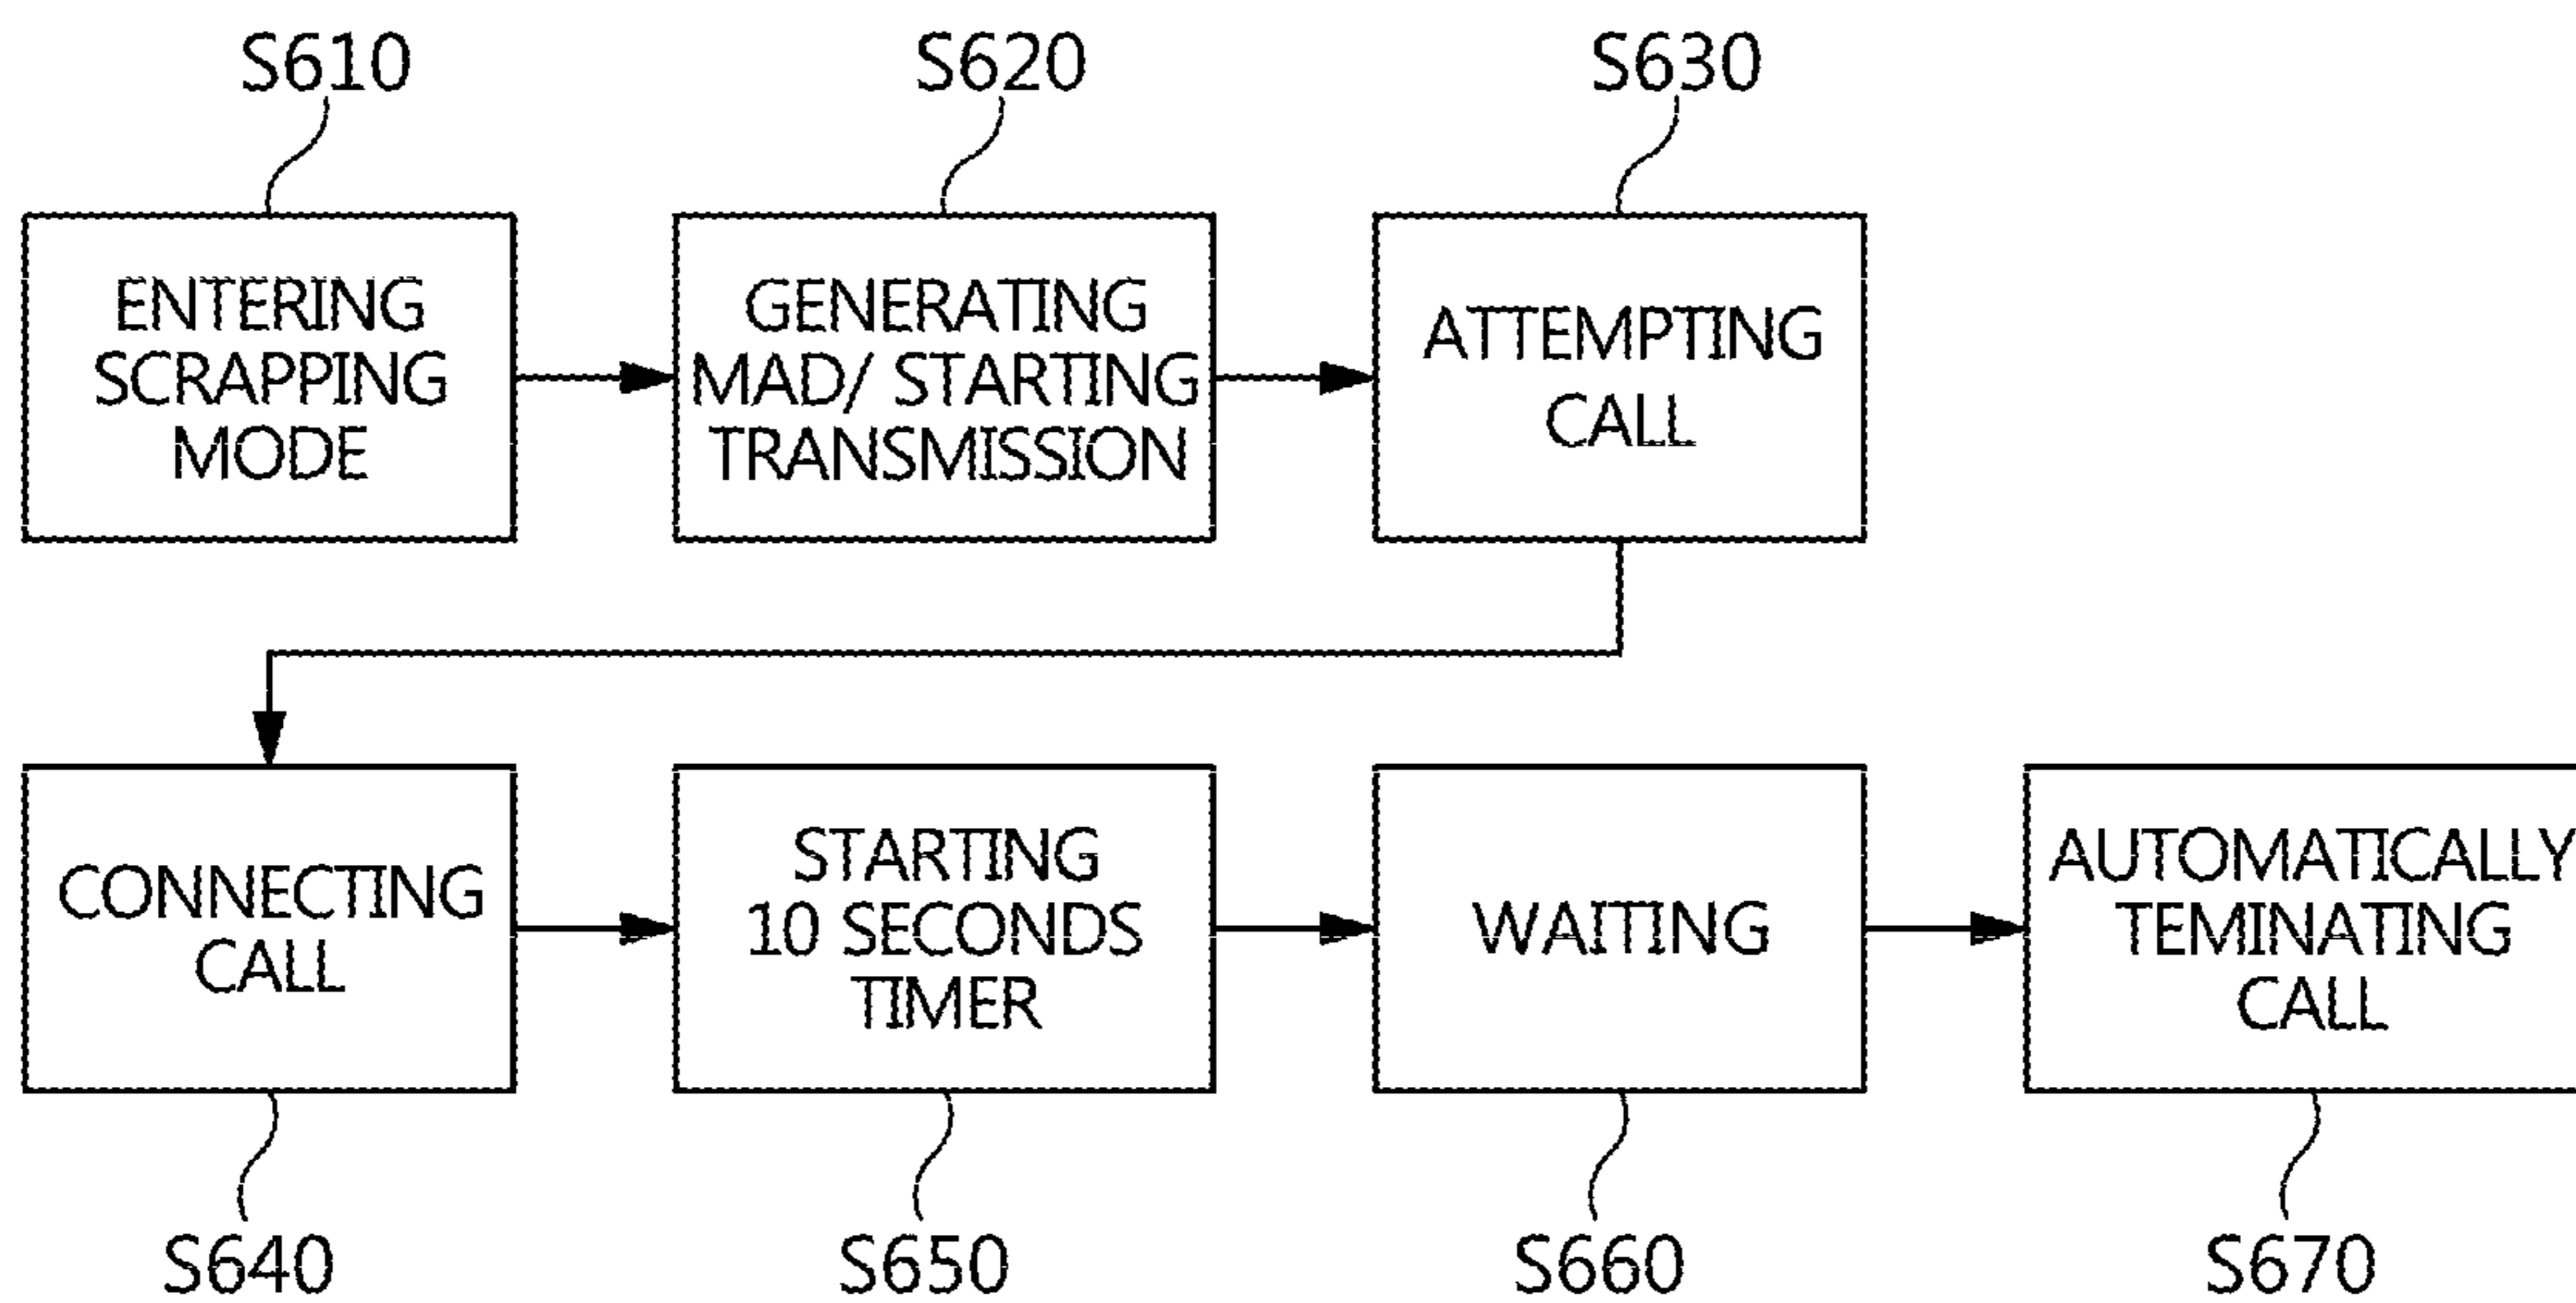 S610
S620
S630
ENTERING
SCRAPPING
MODE
GENERATING
MAD/ STARTING
TRANSMISSION
ATTEMPTING
CALL
CONNECTING
CALL
STARTING
10 SECONDS
TIMER
WAITING
AUTOMATICALLY
TEMINATING
CALL
S640
S650
S660
S670